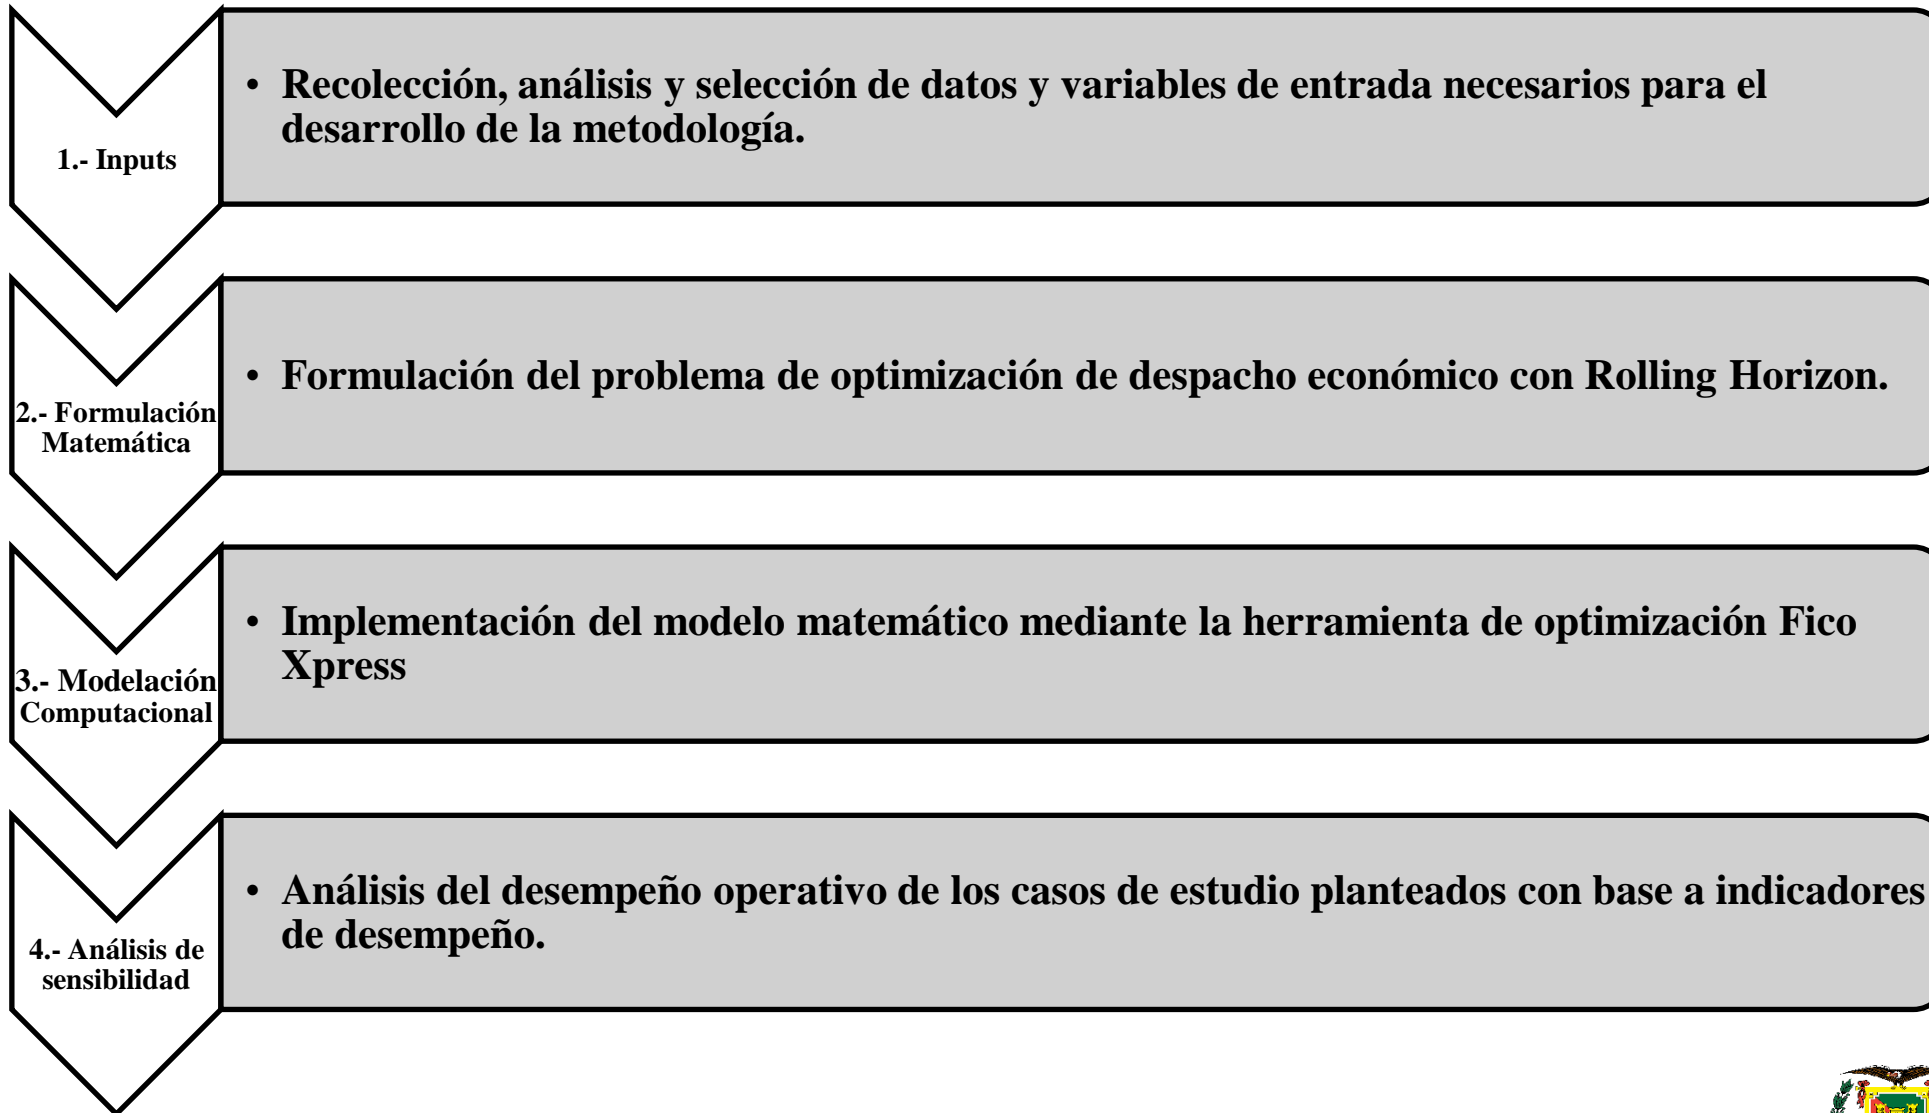 1.- Inputs
• Recolección, análisis y selección de datos y variables de entrada necesarios para el
desarrollo de la metodología.
2.- Formulación
Matemática
• Formulación del problema de optimización de despacho económico con Rolling Horizon.
3.- Modelación
Computacional
• Implementación del modelo matemático mediante la herramienta de optimización Fico
Xpress
4.- Análisis de
sensibilidad
• Análisis del desempeño operativo de los casos de estudio planteados con base a indicadores
de desempeño.